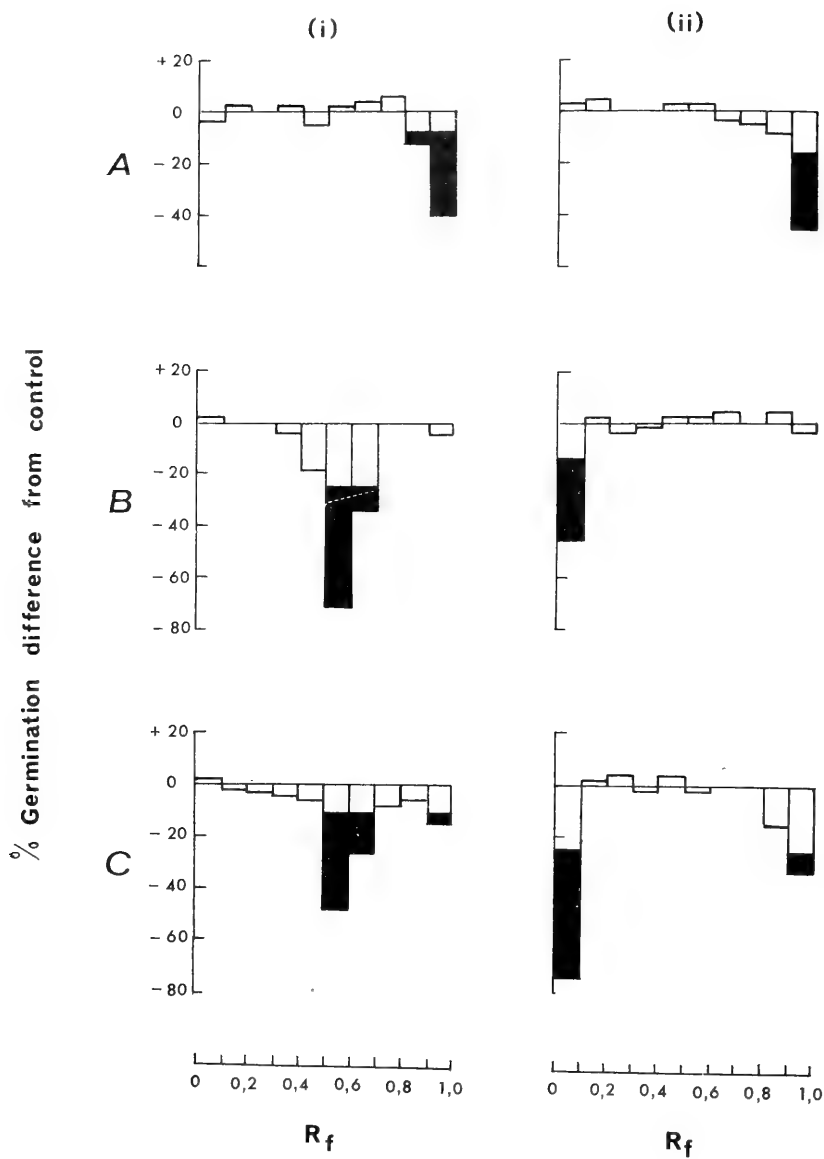 (i)
(ii)
+ 20
0
- 20
- 40
A
+ 20
0
- 20
- 40
- 60
- 80
B
+ 20
0
- 20
- 40
- 60
- 80
C
% Germination difference from control
0 0,2 0,4 0,6 0,8 1,0
0 0,2 0,4 0,6 0,8 1,0
Rf
Rf